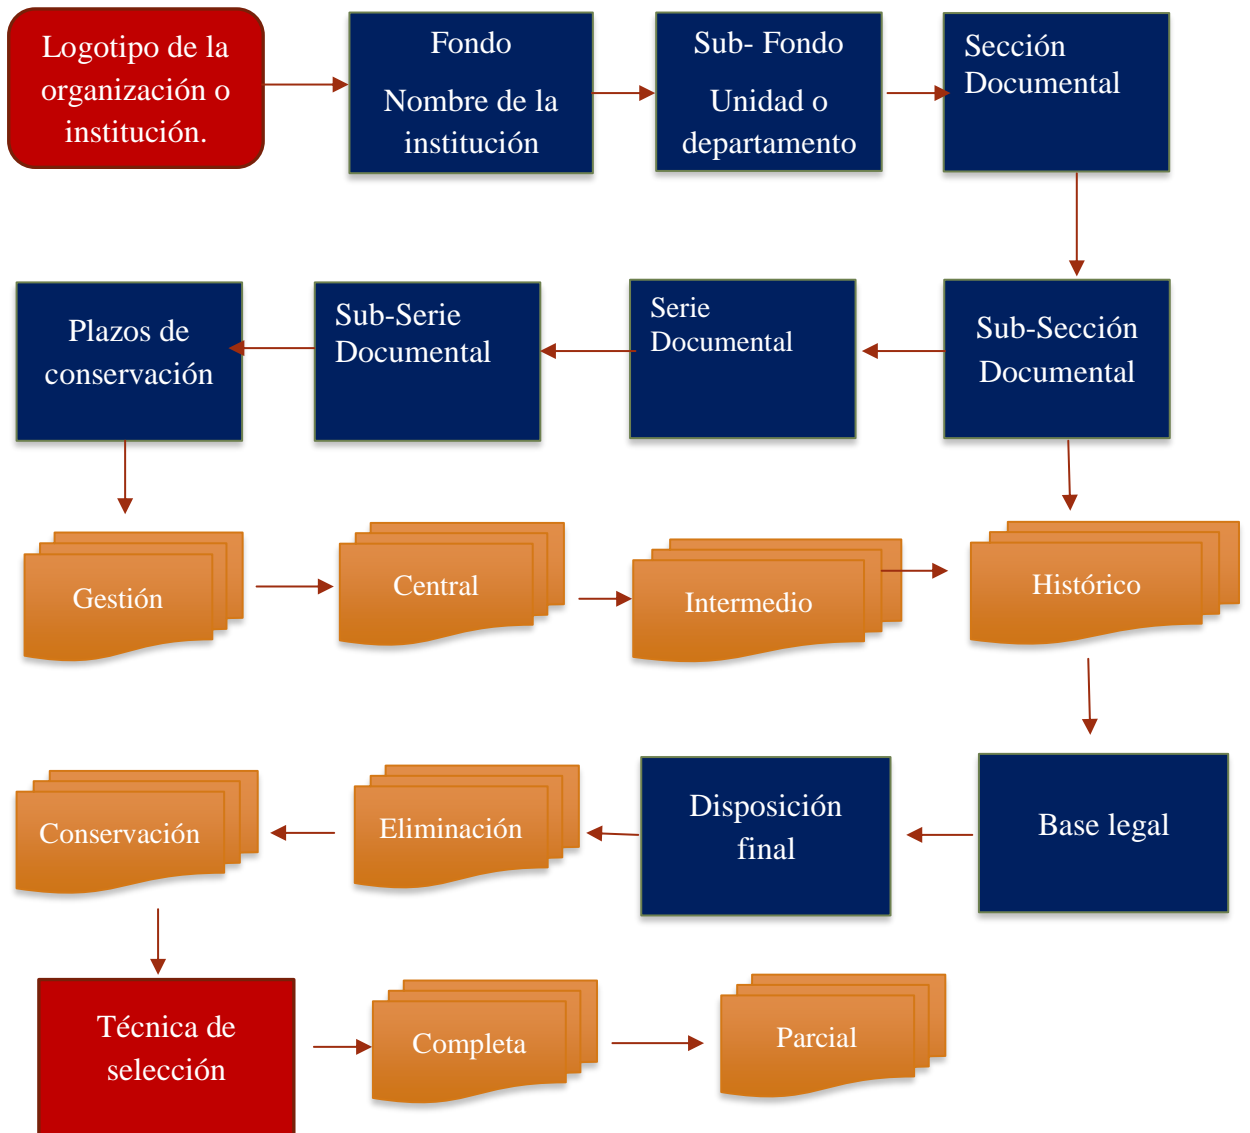 Logotipo de la
organización o
institución.
Fondo
Nombre de la
institución
Sub- Fondo
Unidad o
departamento
Sección
Documental
Plazos de
conservación
Sub-Serie
Documental
Serie
Documental
Sub-Sección
Documental
Gestión
Central
Intermedio
Histórico
Conservación
Eliminación
Disposición
final
Base legal
Técnica de
selección
Completa
Parcial